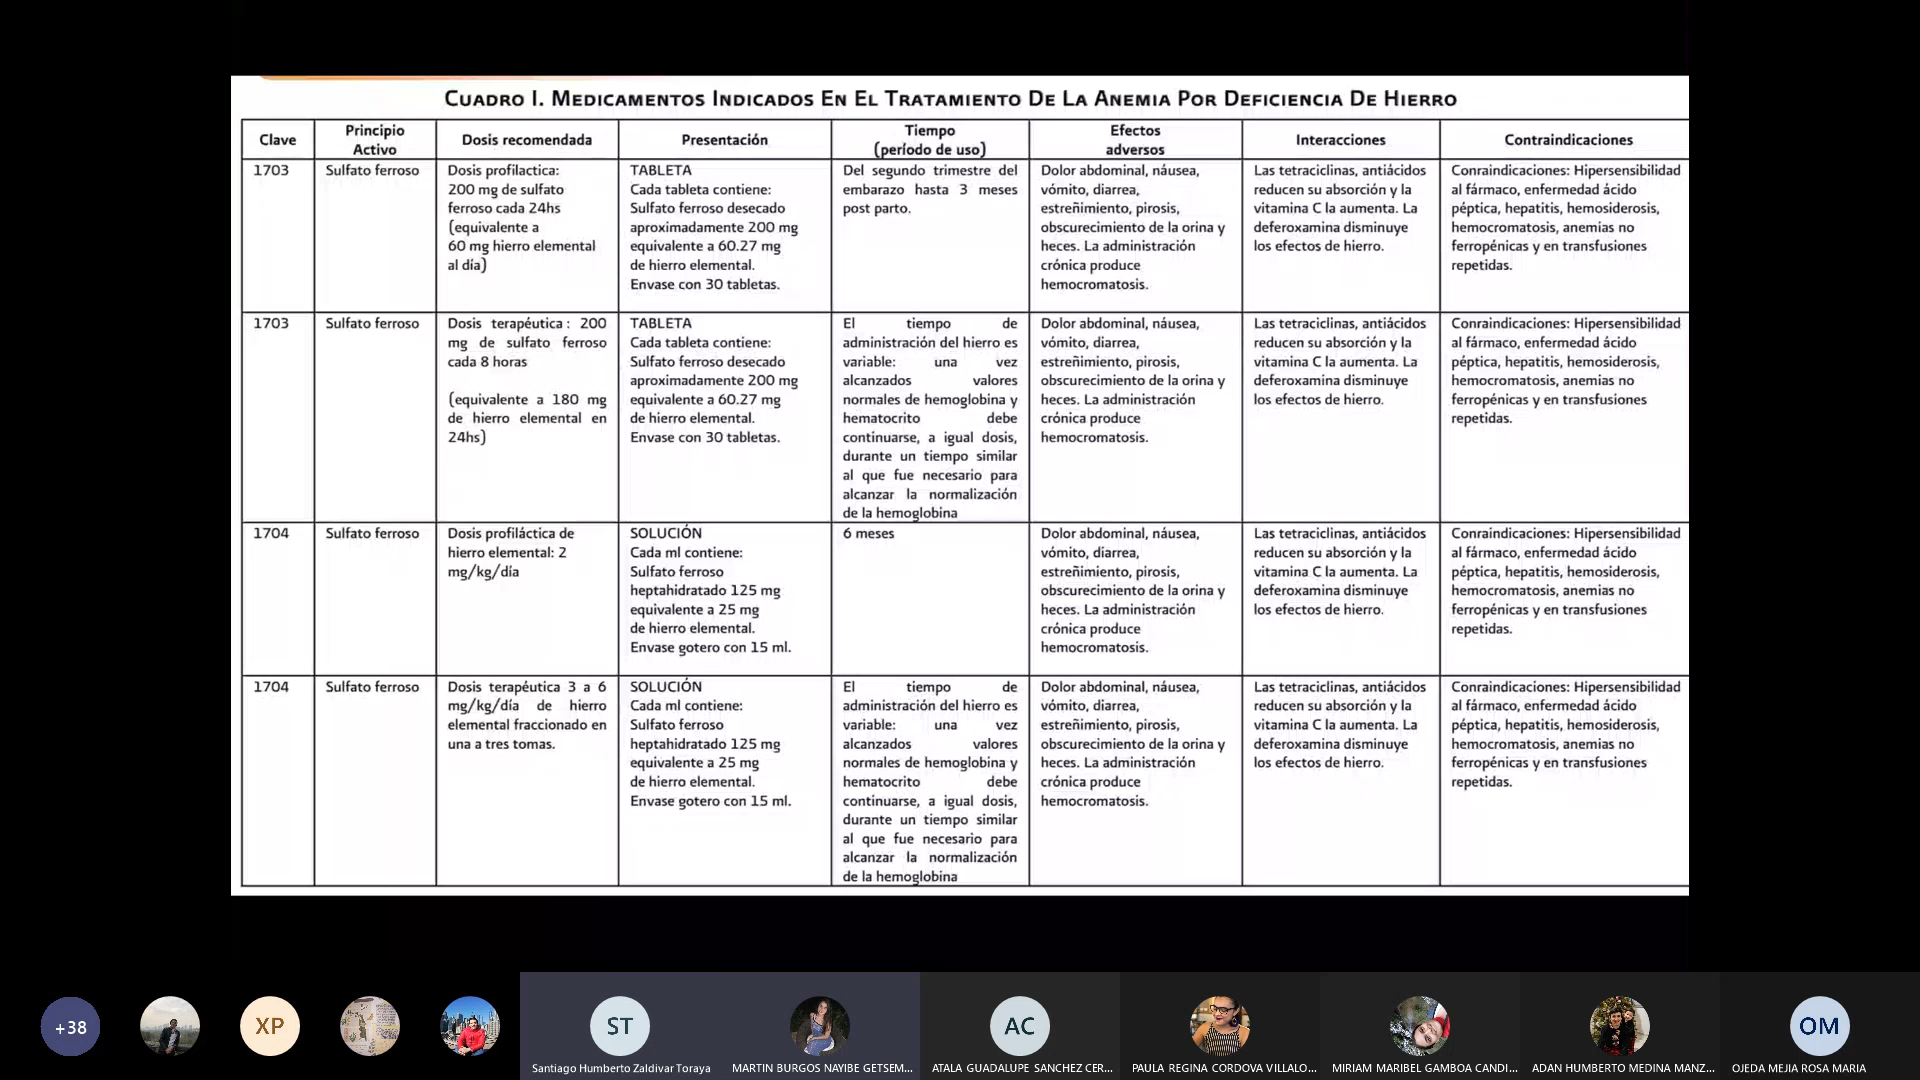 CUADRO I. MEDICAMENTOS INDICADOS EN EL TRATAMIENTO DE LA ANEMIA POR DEFICIENCIA DE HIERRO
Clave
Principio
Activo
Dosis recomendada
Presentación
Tiempo
(período de uso)
Efectos
adversos
Interacciones
Contraindicaciones
1703
Sulfato ferroso
Dosis profilactica:
200 mg de sulfato
ferroso cada 24hs
(equivalente a
60 mg hierro elemental
al día)
TABLETA
Cada tableta contiene:
Sulfato ferroso desecado
aproximadamente 200 mg
equivalente a 60.27 mg
de hierro elemental.
Envase con 30 tabletas.
Del segundo trimestre del
embarazo hasta 3 meses
post parto.
Dolor abdominal, náusea,
vómito, diarrea,
estreñimiento, pirosis,
obscurecimiento de la orina y
heces. La administración
crónica produce
hemocromatosis.
Las tetraciclinas, antiácidos
reducen su absorción y la
vitamina C la aumenta. La
deferoxamina disminuye
los efectos de hierro.
Conraindicaciones: Hipersensibilidad
al fármaco, enfermedad ácido
péptica, hepatitis, hemosiderosis,
hemocromatosis, anemias no
ferropénicas y en transfusiones
repetidas.
1703
Sulfato ferroso
Dosis terapéutica : 200
mg de sulfato ferroso
cada 8 horas
(equivalente a 180 mg
de hierro elemental en
24hs)
TABLETA
Cada tableta contiene:
Sulfato ferroso desecado
aproximadamente 200 mg
equivalente a 60.27 mg
de hierro elemental.
Envase con 30 tabletas.
El tiempo de
administración del hierro es
variable: una vez
alcanzados valores
normales de hemoglobina y
hematocrito debe
continuarse, a igual dosis,
durante un tiempo similar
al que fue necesario para
alcanzar la normalización
de la hemoglobina
Dolor abdominal, náusea,
vómito, diarrea,
estreñimiento, pirosis,
obscurecimiento de la orina y
heces. La administración
crónica produce
hemocromatosis.
Las tetraciclinas, antiácidos
reducen su absorción y la
vitamina C la aumenta. La
deferoxamina disminuye
los efectos de hierro.
Conraindicaciones: Hipersensibilidad
al fármaco, enfermedad ácido
péptica, hepatitis, hemosiderosis,
hemocromatosis, anemias no
ferropénicas y en transfusiones
repetidas.
1704
Sulfato ferroso
Dosis profiláctica de
hierro elemental: 2
mg/kg/día
SOLUCIÓN
Cada ml contiene:
Sulfato ferroso
heptahidratado 125 mg
equivalente a 25 mg
de hierro elemental.
Envase gotero con 15 ml.
6 meses
Dolor abdominal, náusea,
vómito, diarrea,
estreñimiento, pirosis,
obscurecimiento de la orina y
heces. La administración
crónica produce
hemocromatosis.
Las tetraciclinas, antiácidos
reducen su absorción y la
vitamina C la aumenta. La
deferoxamina disminuye
los efectos de hierro.
Conraindicaciones: Hipersensibilidad
al fármaco, enfermedad ácido
péptica, hepatitis, hemosiderosis,
hemocromatosis, anemias no
ferropénicas y en transfusiones
repetidas.
1704
Sulfato ferroso
Dosis terapéutica 3 a 6
mg/kg/día de hierro
elemental fraccionado en
una a tres tomas.
SOLUCIÓN
Cada ml contiene:
Sulfato ferroso
heptahidratado 125 mg
equivalente a 25 mg
de hierro elemental.
Envase gotero con 15 ml.
El tiempo de
administración del hierro es
variable: una vez
alcanzados valores
normales de hemoglobina y
hematocrito debe
continuarse, a igual dosis,
durante un tiempo similar
al que fue necesario para
alcanzar la normalización
de la hemoglobina
Dolor abdominal, náusea,
vómito, diarrea,
estreñimiento, pirosis,
obscurecimiento de la orina y
heces. La administración
crónica produce
hemocromatosis.
Las tetraciclinas, antiácidos
reducen su absorción y la
vitamina C la aumenta. La
deferoxamina disminuye
los efectos de hierro.
Conraindicaciones: Hipersensibilidad
al fármaco, enfermedad ácido
péptica, hepatitis, hemosiderosis,
hemocromatosis, anemias no
ferropénicas y en transfusiones
repetidas.
+38
XP
ST
AC
OM
Santiago Humberto Zaldivar Toraya
MARTIN BURGOS NAYIBE GETSEM...
ATALA GUADALUPE SANCHEZ CER...
PAULA REGINA CORDOVA VILLALO...
MIRIAM MARIBEL GAMBOA CANDI...
ADAN HUMBERTO MEDINA MANZ...
OJEDA MEJIA ROSA MARIA